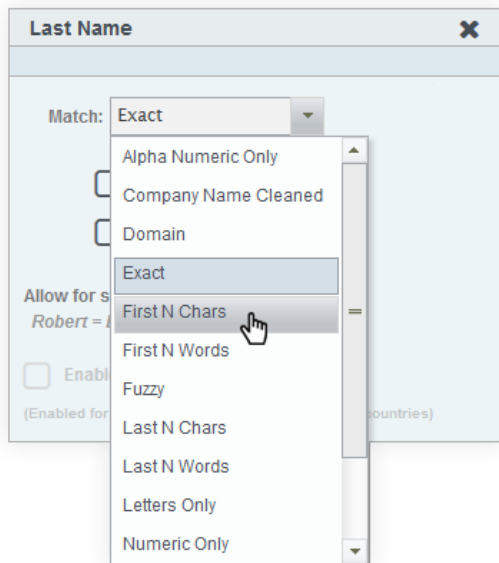 Last Name
Match: Exact
Alpha Numeric Only
Company Name Cleaned
Domain
Exact
Allow for s
First N Chars
Robert =
First N Words
Enabl
Fuzzy
(Enabled for
ountries)
Last N Chars
Last N Words
Letters Only
Numeric Only